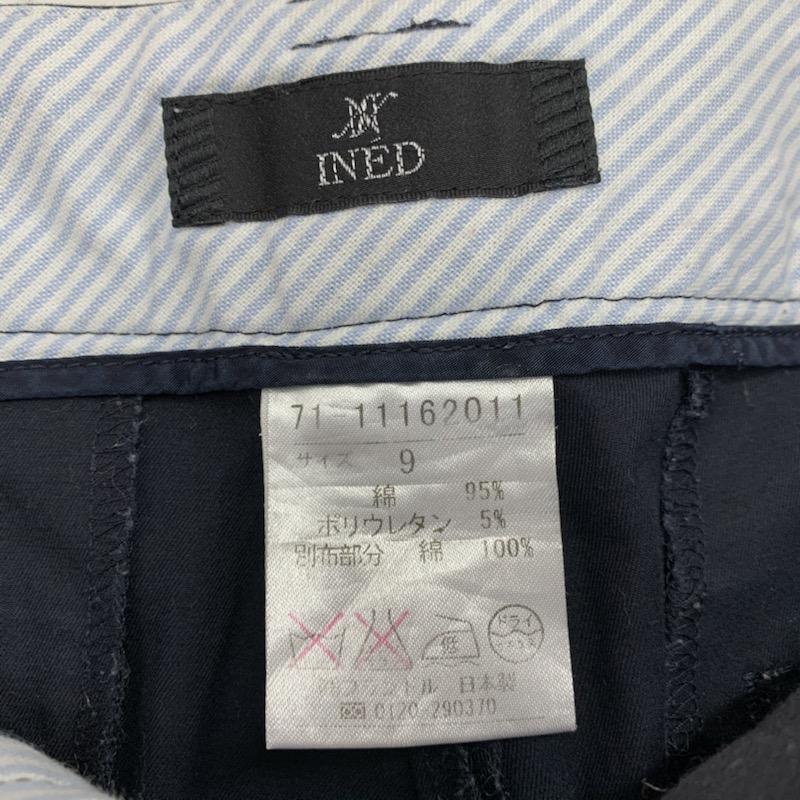 INED
71-11162011
サイズ 9
綿 95%
ポリウレタン 5%
別布部分 綿 100%
低 ドライ
日本製
0120 290370